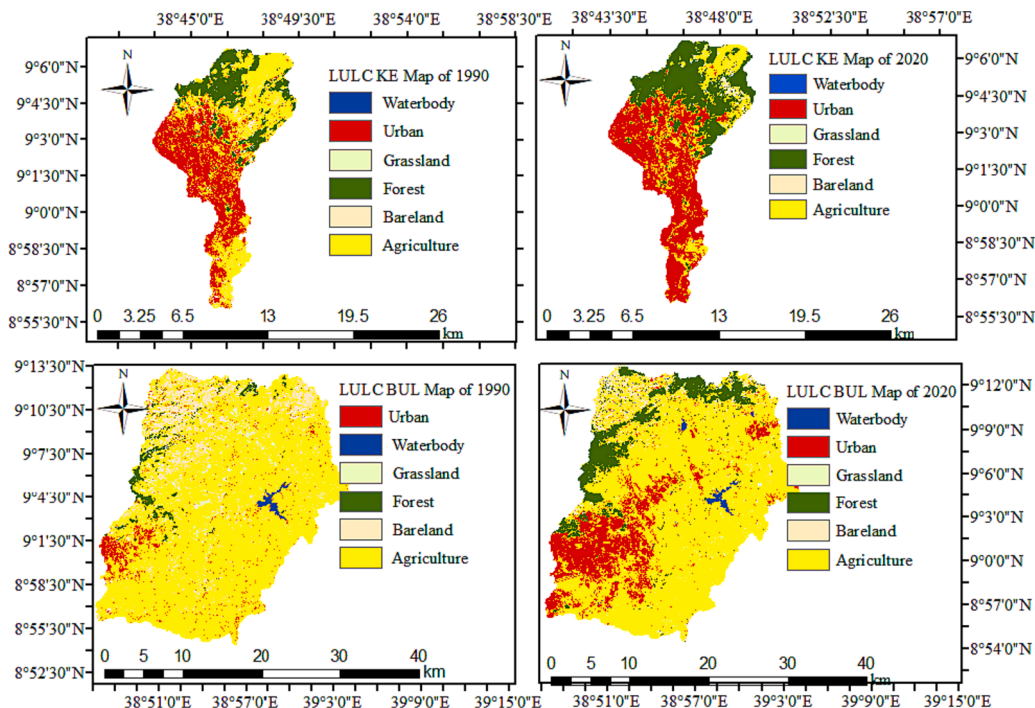 38°45'0"E 38°49'30"E 38°54'0"E 38°58'30"E
38°43'30"E 38°48'0"E 38°52'30"E 38°57'0"E
N
LULC KE Map of 1990
Waterbody
Urban
Grassland
Forest
Bareland
Agriculture
9°6'0"N
9°4'30"N
9°3'0"N
9°1'30"N
9°0'0"N
8°58'30"N
8°57'0"N
8°55'30"N
0 3.25 6.5 13 19.5 26
km
N
LULC KE Map of 2020
Waterbody
Urban
Grassland
Forest
Bareland
Agriculture
9°6'0"N
9°4'30"N
9°3'0"N
9°1'30"N
9°0'0"N
8°58'30"N
8°57'0"N
8°55'30"N
0 3.25 6.5 13 19.5 26
km
9°13'30"N
9°10'30"N
9°7'30"N
9°4'30"N
9°1'30"N
8°58'30"N
8°55'30"N
8°52'30"N
N
LULC BUL Map of 1990
Urban
Waterbody
Grassland
Forest
Bareland
Agriculture
0 5 10 20 30 40
km
N
LULC BUL Map of 2020
Waterbody
Urban
Grassland
Forest
Bareland
Agriculture
9°12'0"N
9°9'0"N
9°6'0"N
9°3'0"N
9°0'0"N
8°57'0"N
8°54'0"N
0 5 10 20 30 40
km
38°51'0"E 38°57'0"E 39°3'0"E 39°9'0"E 39°15'0"E
38°51'0"E 38°57'0"E 39°3'0"E 39°9'0"E 39°15'0"E